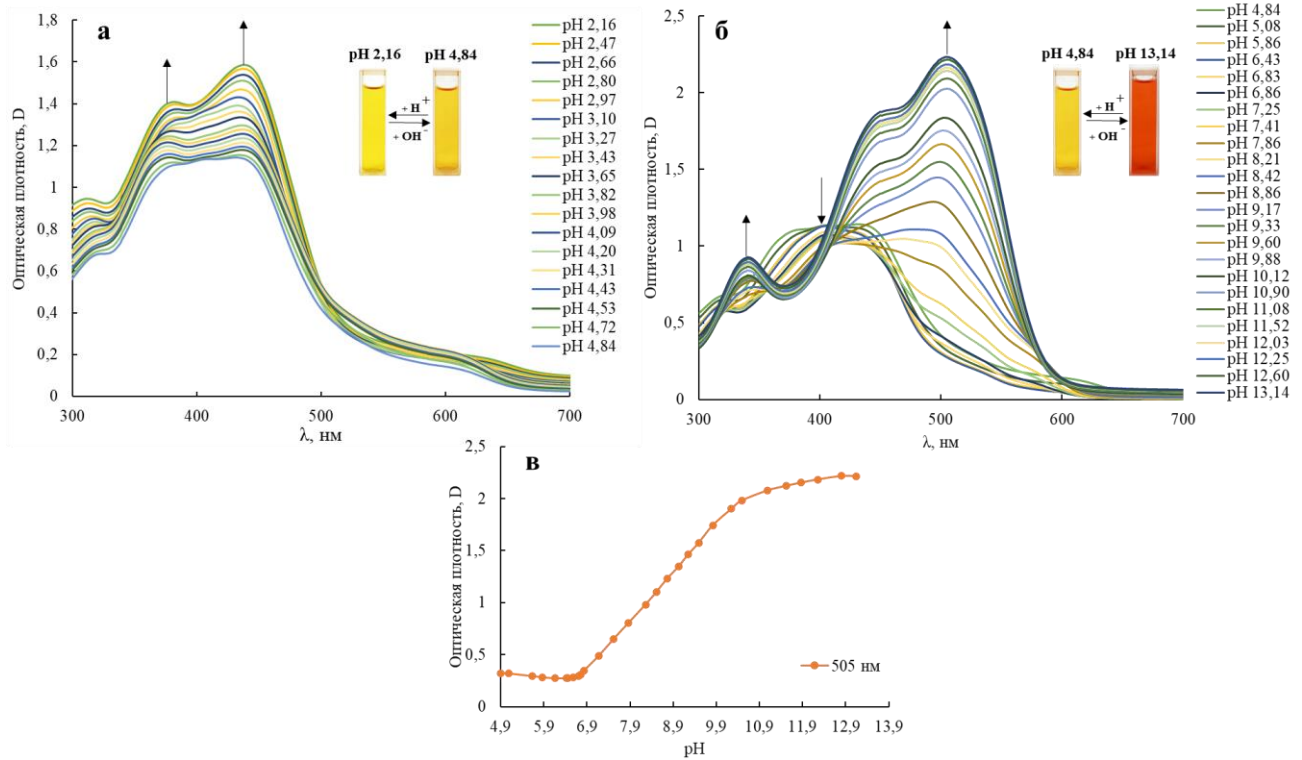 а
1,8
1,6
1,4
1,2
1
0,8
0,6
0,4
0,2
0
Оптическая плотность, D
300
400
500
600
700
λ, нм
pH 2,16
pH 4,84
+ H+
+ OH-
pH 2,16
pH 2,47
pH 2,66
pH 2,80
pH 2,97
pH 3,10
pH 3,27
pH 3,43
pH 3,65
pH 3,82
pH 3,98
pH 4,09
pH 4,20
pH 4,31
pH 4,43
pH 4,53
pH 4,72
pH 4,84
б
2,5
2
1,5
1
0,5
0
Оптическая плотность, D
300
400
500
600
700
λ, нм
pH 4,84
pH 13,14
+ H+
+ OH-
pH 4,84
pH 5,08
pH 5,86
pH 6,43
pH 6,83
pH 6,86
pH 7,25
pH 7,41
pH 7,86
pH 8,21
pH 8,42
pH 8,86
pH 9,17
pH 9,33
pH 9,60
pH 9,88
pH 10,12
pH 10,90
pH 11,08
pH 11,52
pH 12,03
pH 12,25
pH 12,60
pH 13,14
в
2,5
2
1,5
1
0,5
0
Оптическая плотность, D
4,9
5,9
6,9
7,9
8,9
9,9
10,9
11,9
12,9
13,9
pH
505 нм